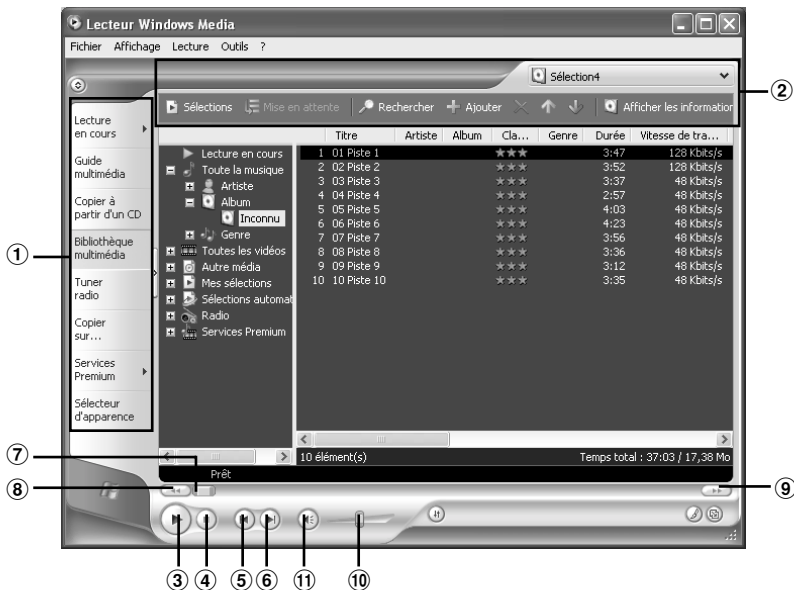 Lecteur Windows Media
Fichier Affichage Lecture Outils ?
Sélection4
②
Sélections Mise en attente Rechercher Ajouter Afficher les information
Lecture
en cours
Guide
multimédia
Copier à
partir d'un CD
①
Bibliothèque
multimédia
Tuner
radio
Copier
sur...
Services
Premium
Sélecteur
d'apparence
Lecture en cours
Toute la musique
Artiste
Album
Inconnu
Genre
Toutes les vidéos
Autre média
Mes sélections
Sélections automat
Radio
Services Premium
Titre Artiste Album Cla... Genre Durée Vitesse de tra...
1 01 Piste 1 ★★★ 3:47 128 Kbits/s
2 02 Piste 2 ★★★ 3:52 128 Kbits/s
3 03 Piste 3 ★★★ 3:37 48 Kbits/s
4 04 Piste 4 ★★★ 2:57 48 Kbits/s
5 05 Piste 5 ★★★ 4:03 48 Kbits/s
6 06 Piste 6 ★★★ 4:23 48 Kbits/s
7 07 Piste 7 ★★★ 3:56 48 Kbits/s
8 08 Piste 8 ★★★ 3:36 48 Kbits/s
9 09 Piste 9 ★★★ 3:12 48 Kbits/s
10 10 Piste 10 ★★★ 3:35 48 Kbits/s
10 élément(s) Temps total : 37:03 / 17,38 Mo
⑦
Prêt
⑧ ⑨
③ ④ ⑤ ⑥ ⑪ ⑩